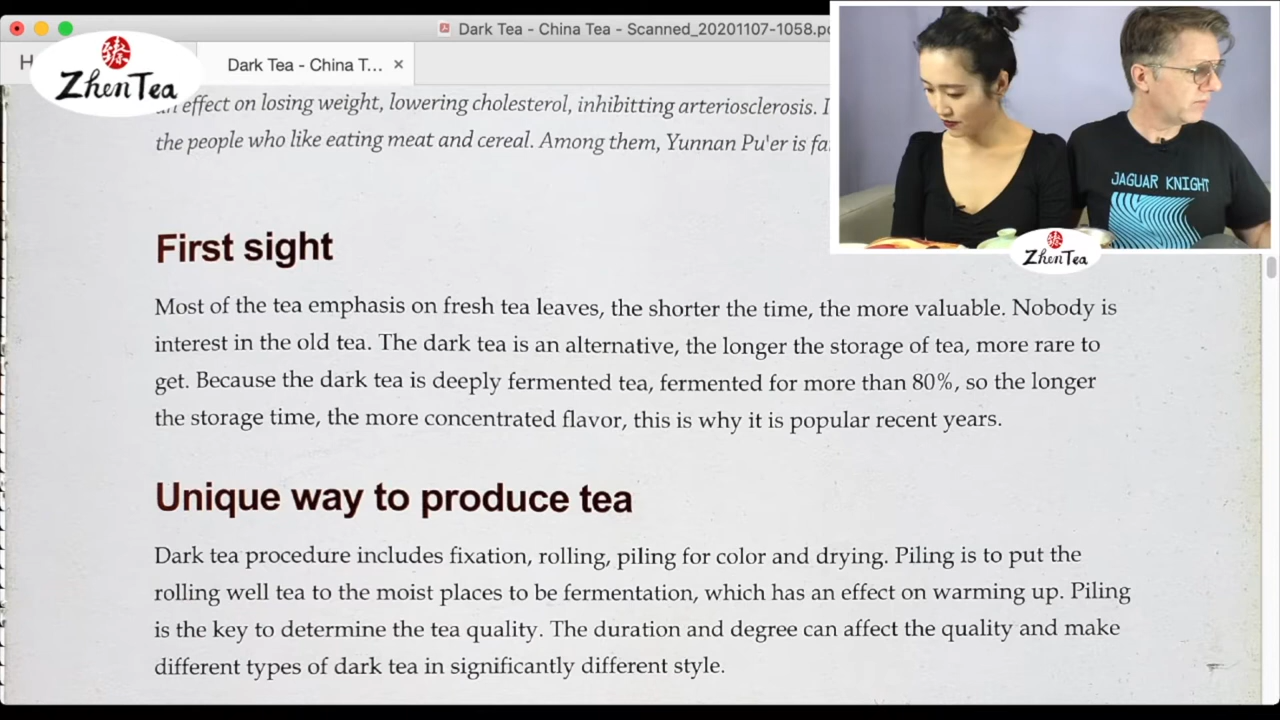 Dark Tea - China Tea - Scanned_20201107-1058.p
H
Dark Tea - China T... ×
臻
Zhen Tea
JAGUAR KNIGHT
臻
Zhen Tea
an effect on losing weight, lowering cholesterol, inhibitting arteriosclerosis.
the people who like eating meat and cereal. Among them, Yunnan Pu'er is
First sight
Most of the tea emphasis on fresh tea leaves, the shorter the time, the more valuable. Nobody is
interest in the old tea. The dark tea is an alternative, the longer the storage of tea, more rare to
get. Because the dark tea is deeply fermented tea, fermented for more than 80%, so the longer
the storage time, the more concentrated flavor, this is why it is popular recent years.
Unique way to produce tea
Dark tea procedure includes fixation, rolling, piling for color and drying. Piling is to put the
rolling well tea to the moist places to be fermentation, which has an effect on warming up. Piling
is the key to determine the tea quality. The duration and degree can affect the quality and make
different types of dark tea in significantly different style.